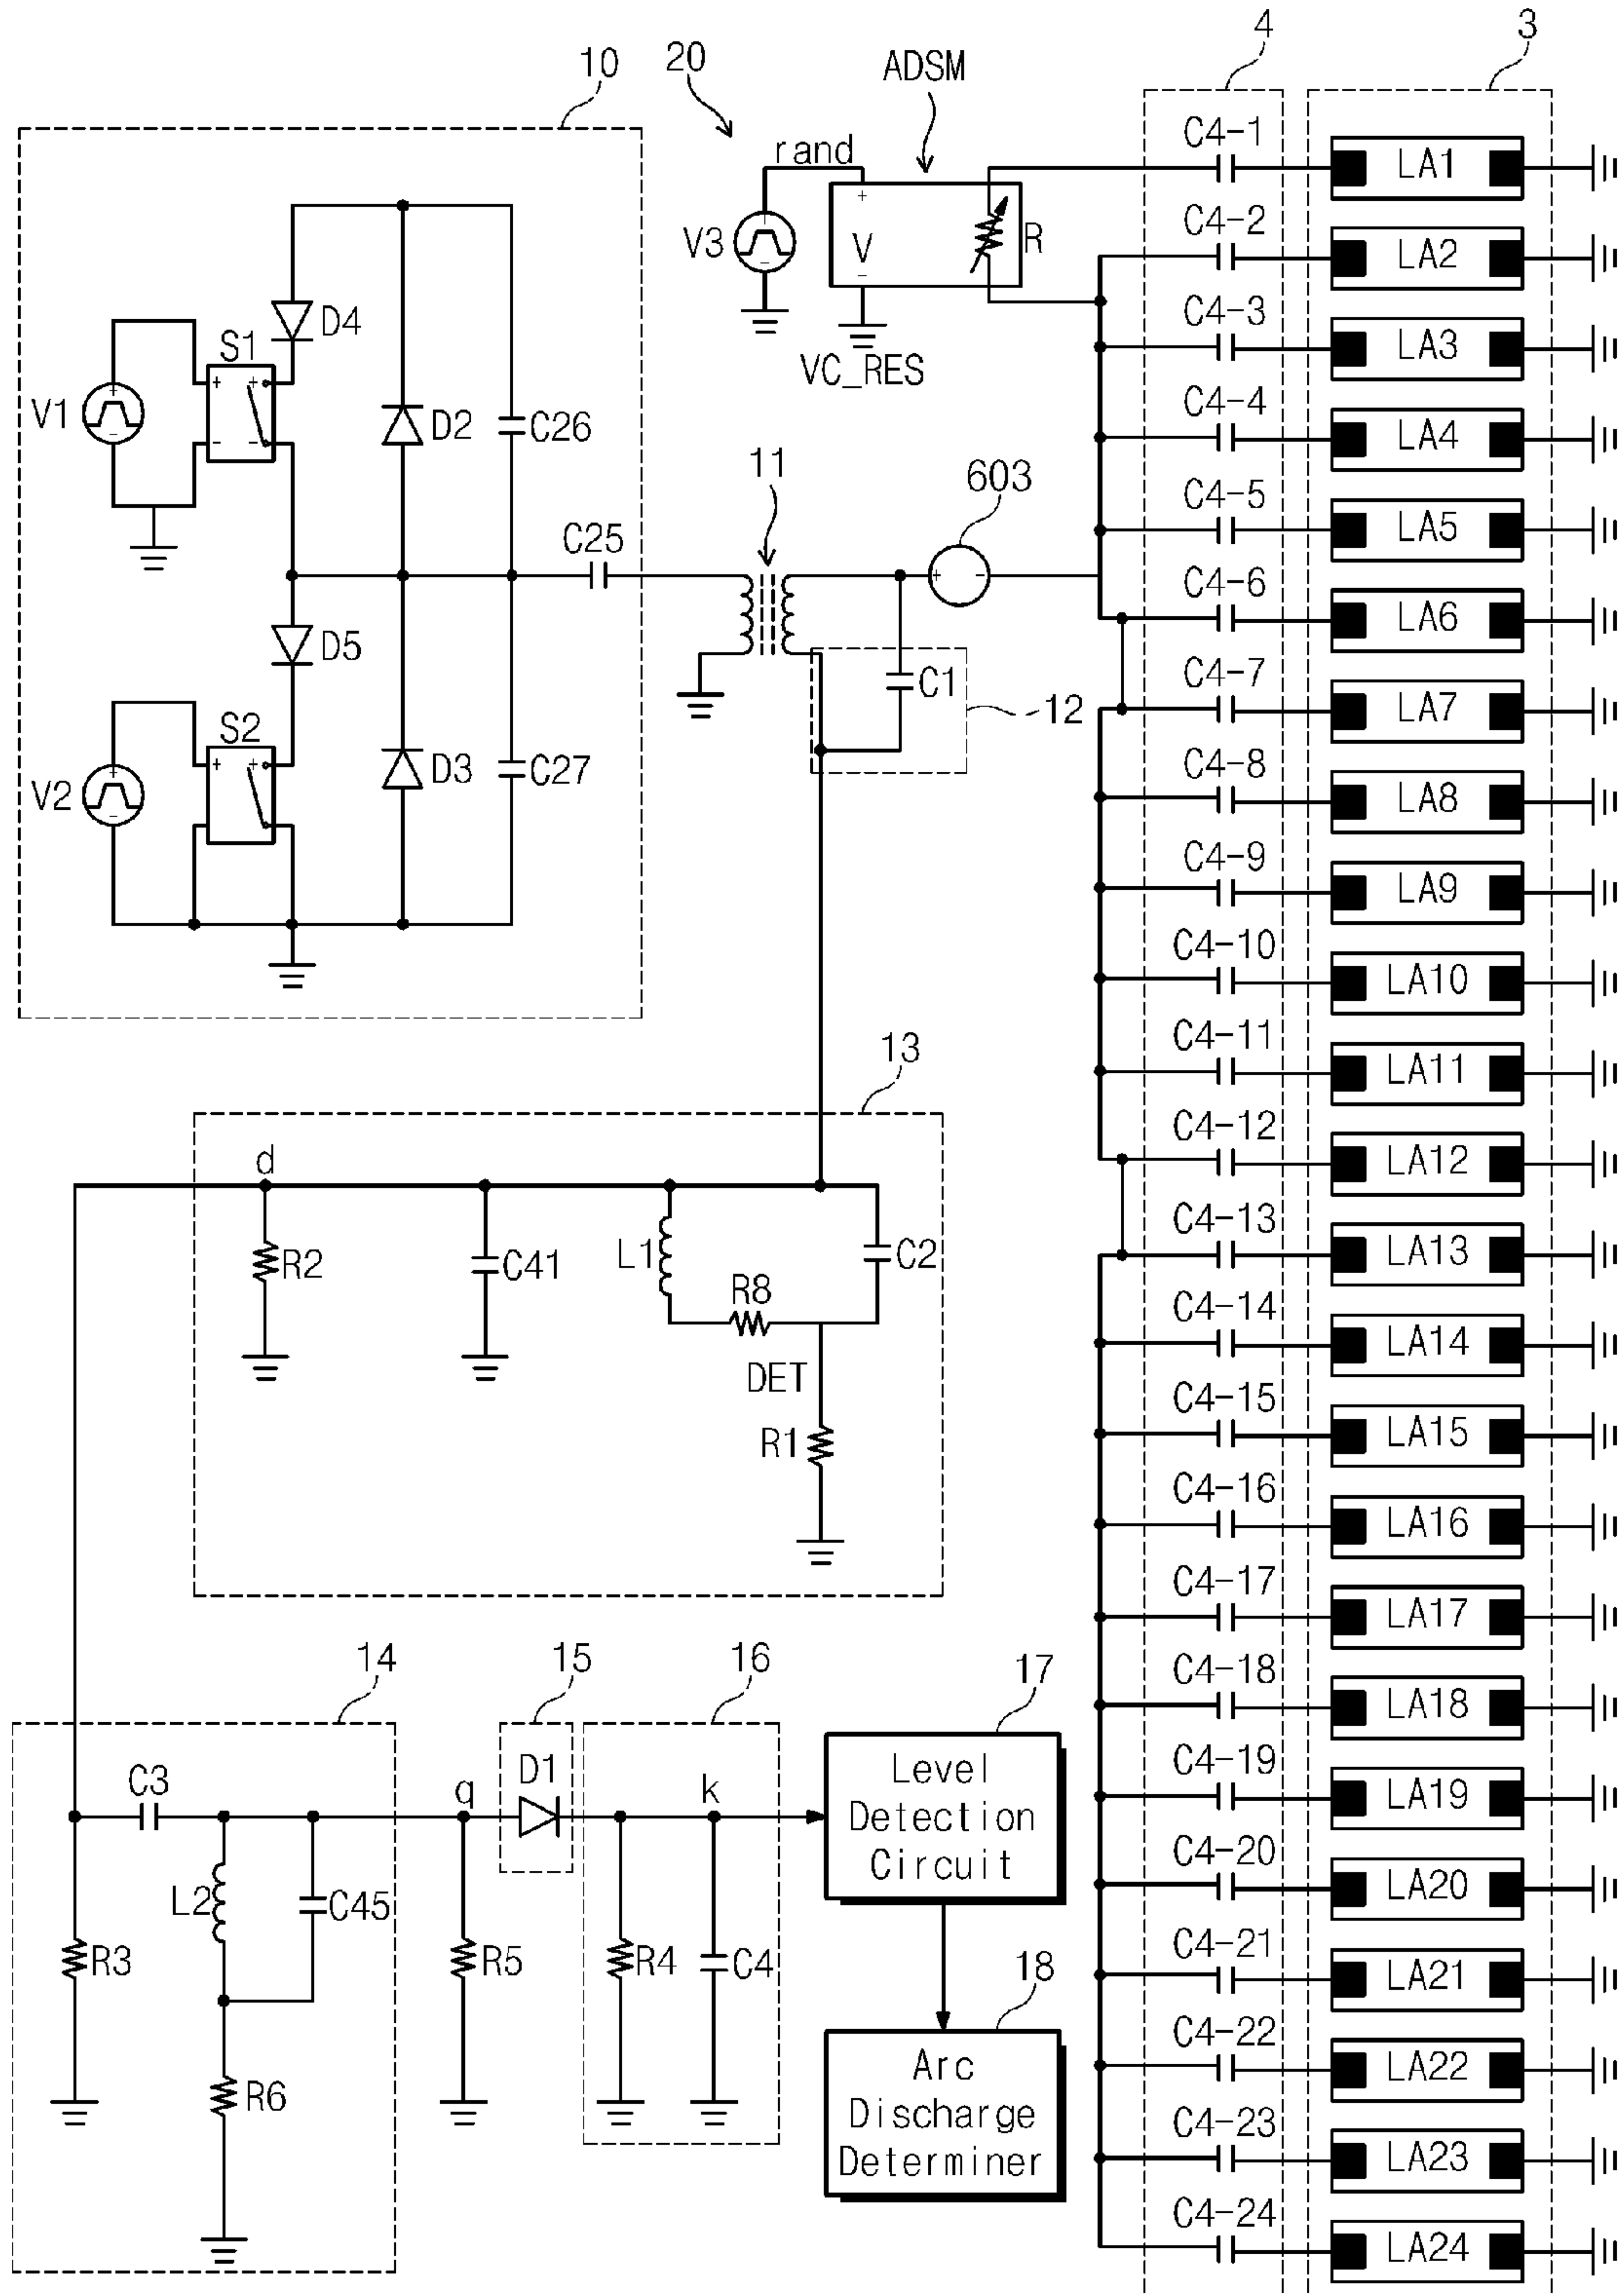 10
20
ADSM
4
3
rand
V3
V
R
VC_RES
V1
S1
D4
D2
C26
C25
D5
V2
S2
D3
C27
11
603
C1
12
C4-1
LA1
C4-2
LA2
C4-3
LA3
C4-4
LA4
C4-5
LA5
C4-6
LA6
C4-7
LA7
C4-8
LA8
C4-9
LA9
C4-10
LA10
C4-11
LA11
C4-12
LA12
C4-13
LA13
C4-14
LA14
C4-15
LA15
C4-16
LA16
C4-17
LA17
C4-18
LA18
C4-19
LA19
C4-20
LA20
C4-21
LA21
C4-22
LA22
C4-23
LA23
C4-24
LA24
13
d
R2
C41
L1
R8
C2
DET
R1
14
15
16
17
C3
q
D1
k
L2
C45
R3
R6
R5
R4
C4
Level
Detection
Circuit
18
Arc
Discharge
Determiner